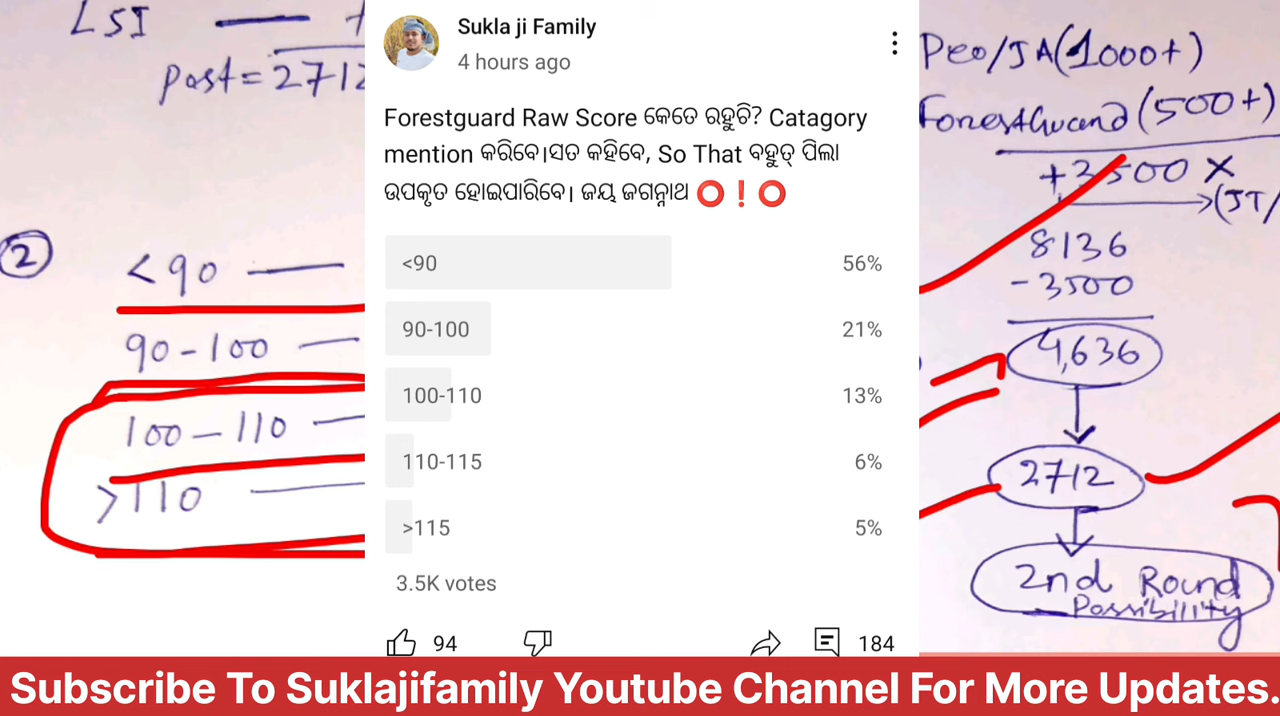 LSI
Post = 2712
②
<90
90-100
100-110
>110
Sukla ji Family
4 hours ago
Forestguard Raw Score କେତେ ରହୁଚି? Catagory
mention କରିବେ।ସତ କହିବେ, So That ବହୁତ୍ ପିଲା
ଉପକୃତ ହୋଇପାରିବେ। ଜୟ ଜଗନ୍ନାଥ ⭕❗⭕
<90 56%
90-100 21%
100-110 13%
110-115 6%
>115 5%
3.5K votes
94 184
Peo/JA(1000+)
ForestGuard (500+)
+3500 X
(JT/
8136
-3500
4,636
2712
2nd Round
Possibility
Subscribe To Suklajifamily Youtube Channel For More Updates.